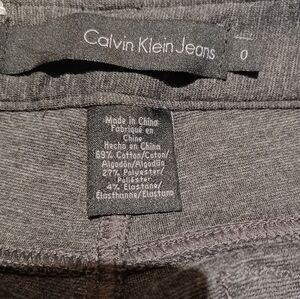 Calvin Klein Jeans
0
Made in China
Fabriqué en
Chine
Hecho en China
69% Cotton/Coton/
Algodón/Algodão
27% Polyester/
Poliéster
4% Elastane/
Elasthanne/Elastano